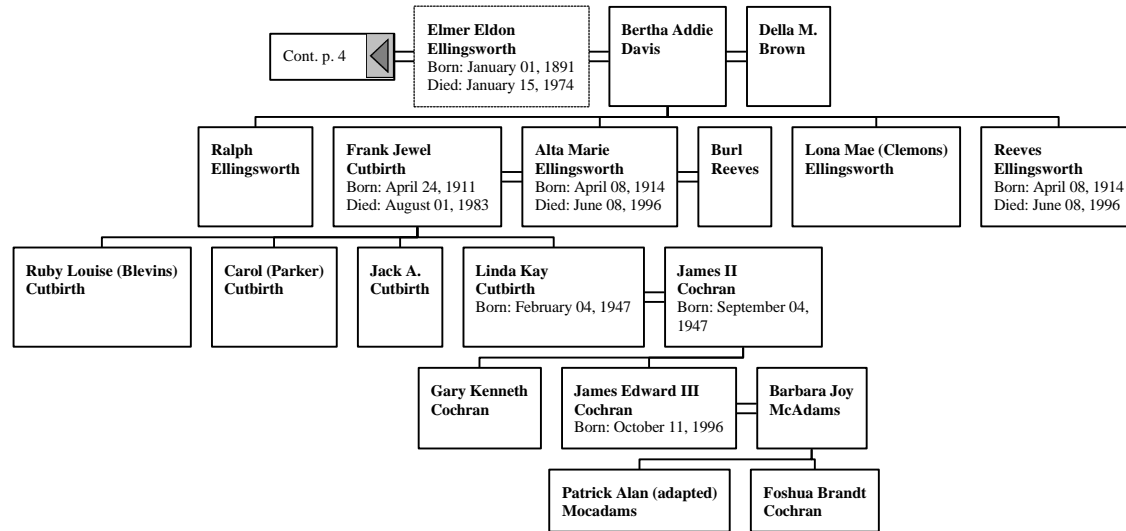 Cont. p. 4
Elmer Eldon
Ellingsworth
Born: January 01, 1891
Died: January 15, 1974
Bertha Addie
Davis
Della M.
Brown
Ralph
Ellingsworth
Frank Jewel
Cutbirth
Born: April 24, 1911
Died: August 01, 1983
Alta Marie
Ellingsworth
Born: April 08, 1914
Died: June 08, 1996
Burl
Reeves
Lona Mae (Clemons)
Ellingsworth
Reeves
Ellingsworth
Born: April 08, 1914
Died: June 08, 1996
Ruby Louise (Blevins)
Cutbirth
Carol (Parker)
Cutbirth
Jack A.
Cutbirth
Linda Kay
Cutbirth
Born: February 04, 1947
James II
Cochran
Born: September 04,
1947
Gary Kenneth
Cochran
James Edward III
Cochran
Born: October 11, 1996
Barbara Joy
McAdams
Patrick Alan (adapted)
Mocadams
Foshua Brandt
Cochran